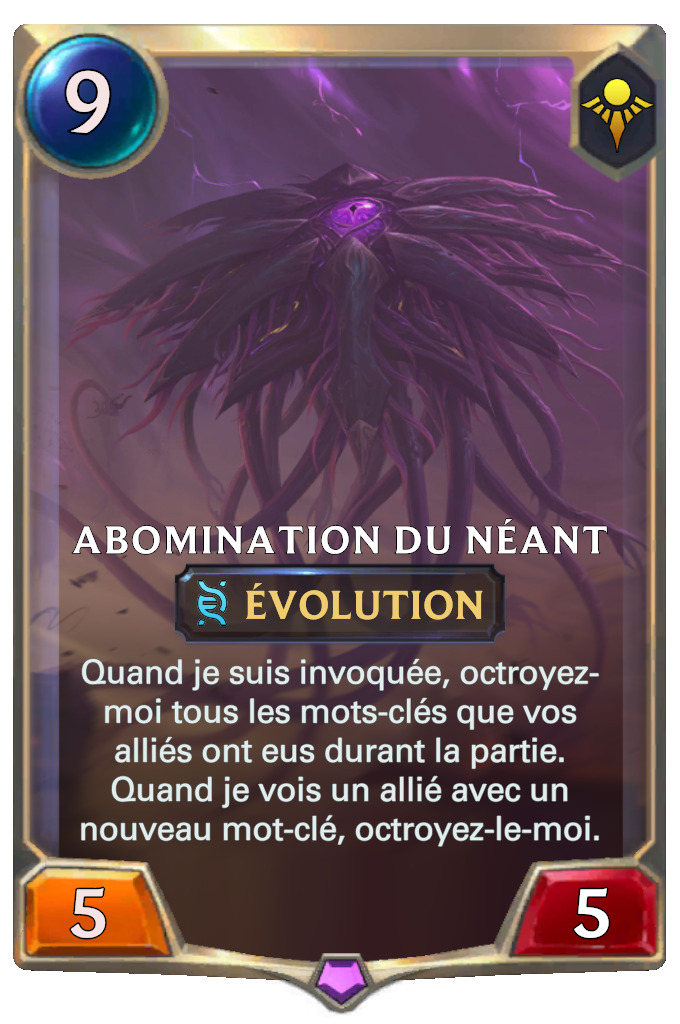 9
ABOMINATION DU NÉANT
ÉVOLUTION
Quand je suis invoquée, octroyez-
moi tous les mots-clés que vos
alliés ont eus durant la partie.
Quand je vois un allié avec un
nouveau mot-clé, octroyez-le-moi.
5
5